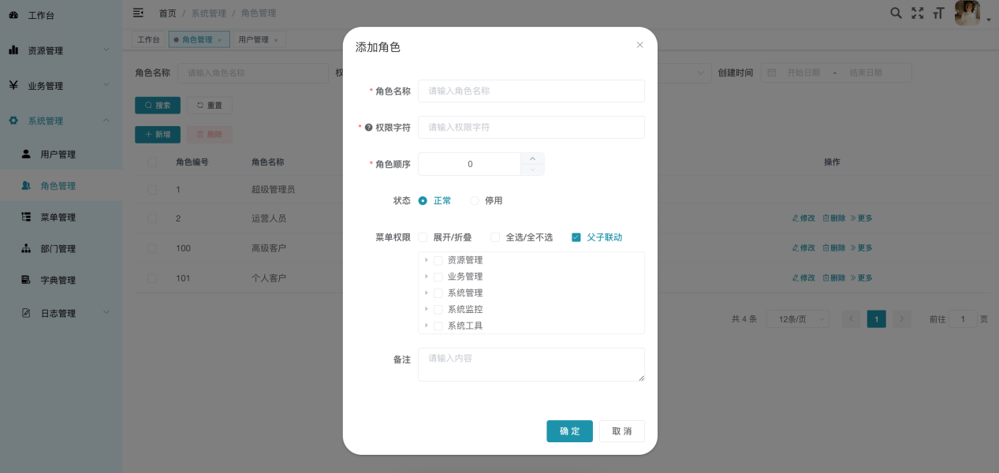 工作台
资源管理
业务管理
系统管理
用户管理
角色管理
菜单管理
部门管理
字典管理
日志管理
首页 / 系统管理 / 角色管理
工作台 角色管理 × 用户管理 ×
角色名称 请输入角色名称 权
创建时间 开始日期 - 结束日期
搜索 重置
新增 删除
角色编号 角色名称 操作
1 超级管理员
2 运营人员 修改 删除 更多
100 高级客户 修改 删除 更多
101 个人客户 修改 删除 更多
共 4 条 12条/页 1 前往 1 页
添加角色
* 角色名称 请输入角色名称
* 权限字符 请输入权限字符
* 角色顺序 0
状态 正常 停用
菜单权限 展开/折叠 全选/全不选 父子联动
资源管理
业务管理
系统管理
系统监控
系统工具
备注 请输入内容
确 定 取 消